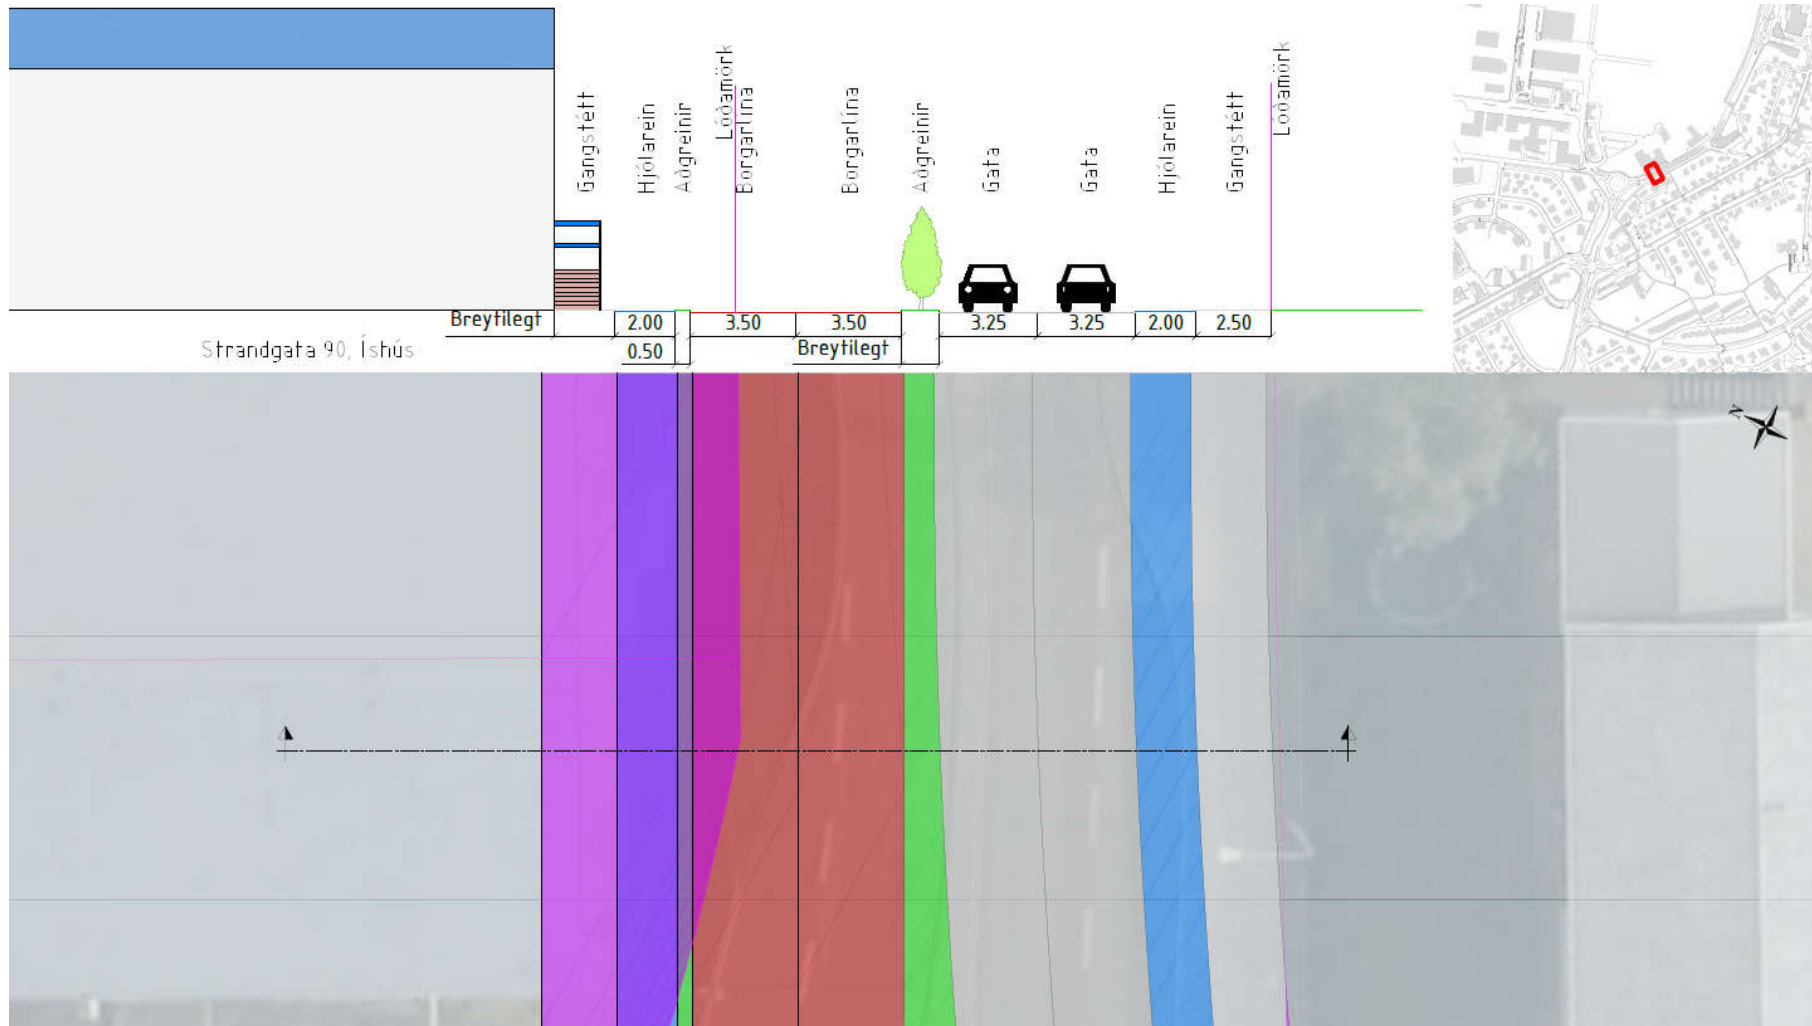 Gangstétt
Hjólarein
Aðgreinir
Lóðamörk
Borgarlína
Borgarlína
Aðgreinir
Gata
Gata
Hjólarein
Gangstétt
Lóðamörk
Breytilegt
2.00
3.50
3.50
3.25
3.25
2.00
2.50
0.50
Breytilegt
Strandgata 90, Íshús
N